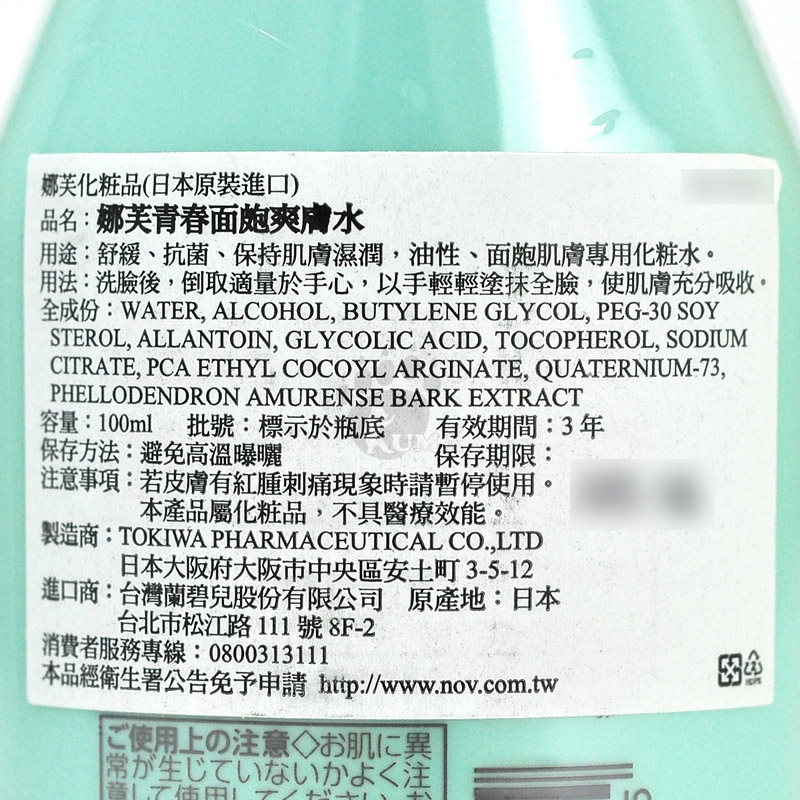 娜芙化粧品(日本原裝進口)
品名：娜芙青春面皰爽膚水
用途：舒緩、抗菌、保持肌膚濕潤，油性、面皰肌膚專用化粧水。
用法：洗臉後，倒取適量於手心，以手輕輕塗抹全臉，使肌膚充分吸收。
全成份：WATER, ALCOHOL, BUTYLENE GLYCOL, PEG-30 SOY
STEROL, ALLANTOIN, GLYCOLIC ACID, TOCOPHEROL, SODIUM
CITRATE, PCA ETHYL COCOYL ARGINATE, QUATERNIUM-73,
PHELLODENDRON AMURENSE BARK EXTRACT
容量：100ml 批號：標示於瓶底 有效期間：3 年
保存方法：避免高溫曝曬 保存期限：
注意事項：若皮膚有紅腫刺痛現象時請暫停使用。
本產品屬化粧品，不具醫療效能。
製造商：TOKIWA PHARMACEUTICAL CO.,LTD
日本大阪府大阪市中央區安土町 3-5-12
進口商：台灣蘭碧兒股份有限公司 原產地：日本
台北市松江路 111 號 8F-2
消費者服務專線：0800313111
本品經衛生署公告免予申請 http://www.nov.com.tw
ご使用上の注意◇お肌に異
常が生じていないかよく注
意して使用してください。お